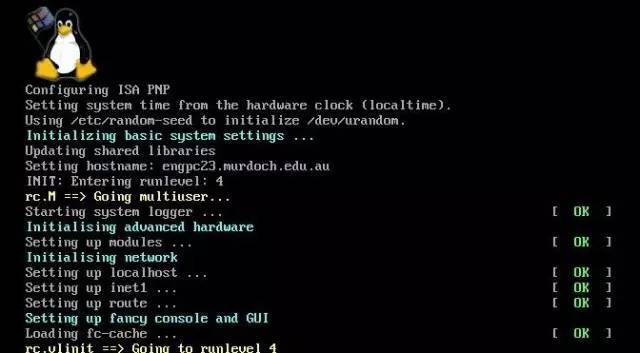 Configuring ISA PNP
Setting system time from the hardware clock (localtime).
Using /etc/random-seed to initialize /dev/urandom.
Initializing basic system settings ...
Updating shared libraries
Setting hostname: engpc23.murdoch.edu.au
INIT: Entering runlevel: 4
rc.M ==> Going multiuser...
Starting system logger ... [ OK ]
Initialising advanced hardware
Setting up modules ... [ OK ]
Initialising network
Setting up localhost ... [ OK ]
Setting up inet1 ... [ OK ]
Setting up route ... [ OK ]
Setting up fancy console and GUI
Loading fc-cache ... [ OK ]
rc.vlinit ==> Going to runlevel 4